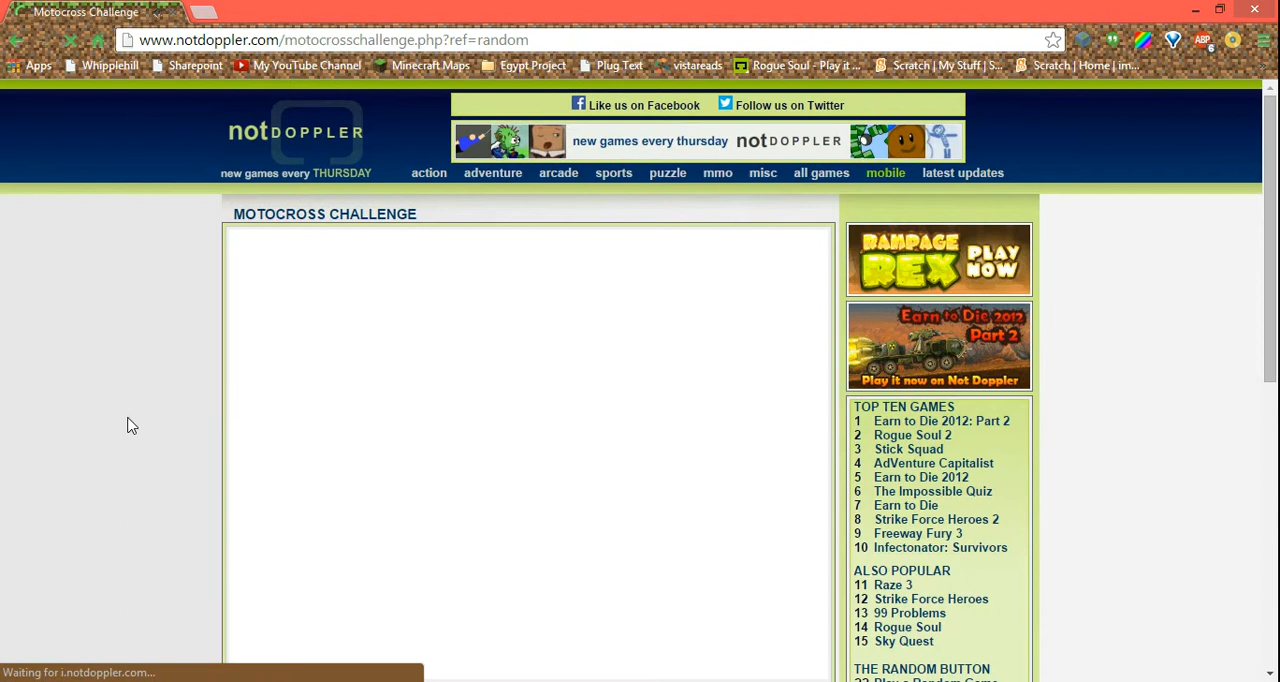 Motocross Challenge
www.notdoppler.com/motocrosschallenge.php?ref=random
ABP
6
Apps Whipplehill Sharepoint My YouTube Channel Minecraft Maps Egypt Project Plug Text vistareads Rogue Soul - Play it ... Scratch | My Stuff | S... Scratch | Home | im...
Like us on Facebook Follow us on Twitter
notDOPPLER
new games every thursday notDOPPLER
new games every THURSDAY
action adventure arcade sports puzzle mmo misc all games mobile latest updates
MOTOCROSS CHALLENGE
RAMPAGE REX PLAY NOW
Earn to Die 2012
Part 2
Play it now on Not Doppler
TOP TEN GAMES
1 Earn to Die 2012: Part 2
2 Rogue Soul 2
3 Stick Squad
4 AdVenture Capitalist
5 Earn to Die 2012
6 The Impossible Quiz
7 Earn to Die
8 Strike Force Heroes 2
9 Freeway Fury 3
10 Infectonator: Survivors
ALSO POPULAR
11 Raze 3
12 Strike Force Heroes
13 99 Problems
14 Rogue Soul
15 Sky Quest
THE RANDOM BUTTON
Play a Random Game
Waiting for i.notdoppler.com...